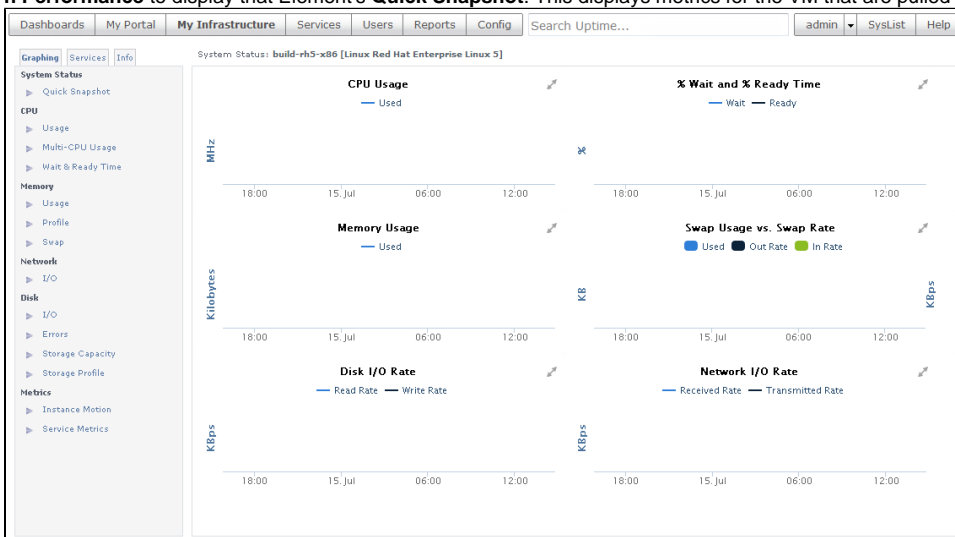 to display that Element's Quick Snapshot. This displays metrics for the VM that are pulled
Dashboards My Portal My Infrastructure Services Users Reports Config Search Uptime... admin SysList Help
Graphing Services Info
System Status: build-rh5-x86 [Linux Red Hat Enterprise Linux 5]
System Status
Quick Snapshot
CPU
Usage
Multi-CPU Usage
Wait & Ready Time
Memory
Usage
Profile
Swap
Network
I/O
Disk
I/O
Errors
Storage Capacity
Storage Profile
Metrics
Instance Motion
Service Metrics
CPU Usage
Used
MHz
18:00 15. Jul 06:00 12:00
% Wait and % Ready Time
Wait Ready
%
18:00 15. Jul 06:00 12:00
Memory Usage
Used
Kilobytes
18:00 15. Jul 06:00 12:00
Swap Usage vs. Swap Rate
Used Out Rate In Rate
KB
KBps
18:00 15. Jul 06:00 12:00
Disk I/O Rate
Read Rate Write Rate
KBps
18:00 15. Jul 06:00 12:00
Network I/O Rate
Received Rate Transmitted Rate
KBps
18:00 15. Jul 06:00 12:00